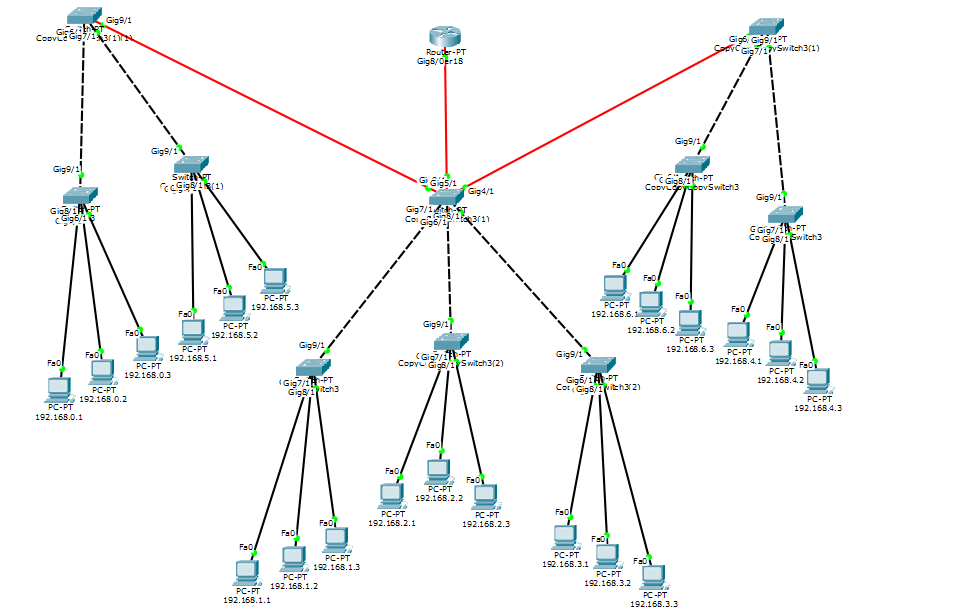 Gig9/1
Router-PT
Gig9/1
Gig7/1
Gig9/1
Gig9/1
Gig9/1
Gig5/1
Gig4/1
Gig9/1
Gig9/1
Fa0
PC-PT
192.168.5.3
Fa0
PC-PT
192.168.5.2
Fa0
PC-PT
192.168.5.1
Fa0
PC-PT
192.168.0.3
Fa0
PC-PT
192.168.0.2
Fa0
PC-PT
192.168.0.1
Fa0
PC-PT
192.168.6.1
Fa0
PC-PT
192.168.6.2
Fa0
PC-PT
192.168.6.3
Fa0
PC-PT
192.168.4.1
Fa0
PC-PT
192.168.4.2
Fa0
PC-PT
192.168.4.3
Gig9/1
Gig9/1
Gig9/1
Gig8/1
Fa0
PC-PT
192.168.2.2
Fa0
PC-PT
192.168.2.1
Fa0
PC-PT
192.168.2.3
Fa0
PC-PT
192.168.1.3
Fa0
PC-PT
192.168.1.2
Fa0
PC-PT
192.168.1.1
Fa0
PC-PT
192.168.3.1
Fa0
PC-PT
192.168.3.2
Fa0
PC-PT
192.168.3.3